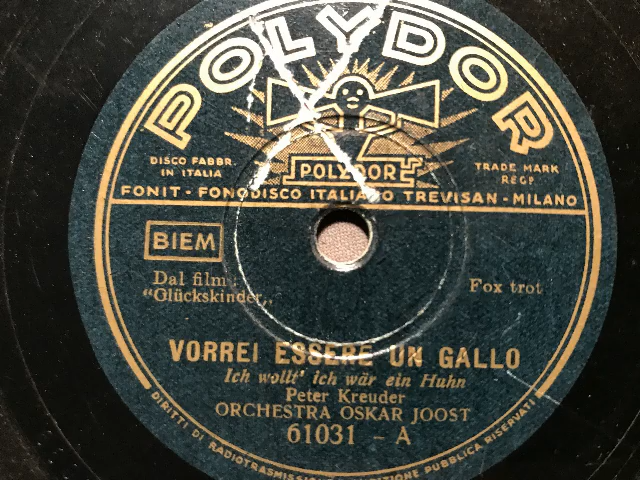 POLYDOR
POLYDOR
DISCO FABBR.
IN ITALIA
TRADE MARK
REGD
FONIT - FONODISCO ITALIANO TREVISAN - MILANO
BIEM
Dal film:
"Glückskinder"
Fox trot
VORREI ESSERE UN GALLO
Ich wollt' ich wär ein Huhn
Peter Kreuder
ORCHESTRA OSKAR JOOST
61031 - A
DIRITTI DI RADIOTRASMISSIONE PUBBLICA RISERVATI